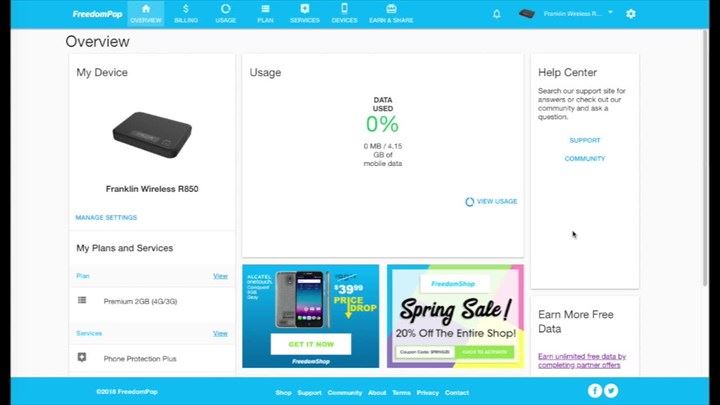 FreedomPop
OVERVIEW
BILLING
USAGE
PLAN
SERVICES
DEVICES
EARN & SHARE
Franklin Wireless R...
Overview
My Device
Franklin Wireless R850
MANAGE SETTINGS
My Plans and Services
Plan View
Premium 2GB (4G/3G)
Services View
Phone Protection Plus
Usage
DATA
USED
0%
0 MB / 4.15
GB of
mobile data
VIEW USAGE
ALCATEL
onetouch.
Conquest
8GB
Gray
$39.99
PRICE
DROP
GET IT NOW
FreedomShop
FreedomShop
Spring Sale!
20% Off The Entire Shop!
Coupon Code: SPRING20
CLICK TO ACTIVATE
Help Center
Search our support site for
answers or check out our
community and ask a
question.
SUPPORT
COMMUNITY
Earn More Free
Data
Earn unlimited free data by
completing partner offers
©2018 FreedomPop
Shop Support Community About Terms Privacy Contact